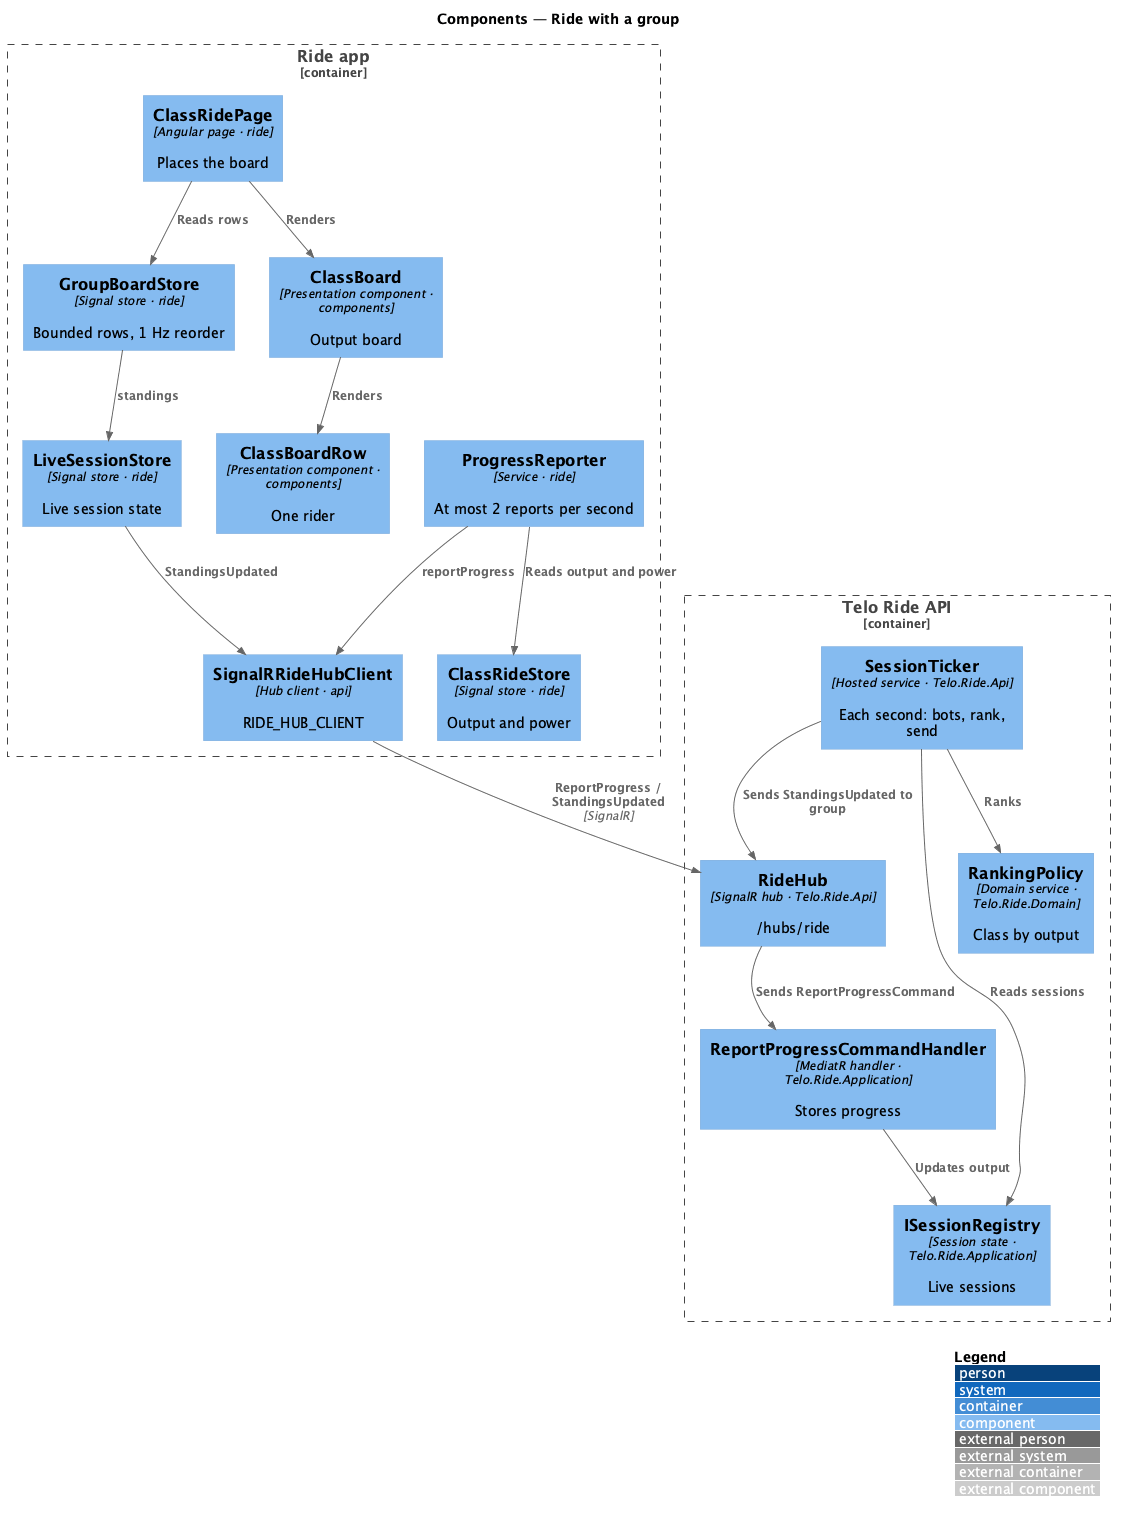 Components — Ride with a group
Ride app
[container]
ClassRidePage
[Angular page · ride]
Places the board
Reads rows
Renders
GroupBoardStore
[Signal store · ride]
Bounded rows, 1 Hz reorder
ClassBoard
[Presentation component ·
components]
Output board
standings
Renders
LiveSessionStore
[Signal store · ride]
Live session state
ClassBoardRow
[Presentation component ·
components]
One rider
ProgressReporter
[Service · ride]
At most 2 reports per second
StandingsUpdated
reportProgress
Reads output and power
SignalRRideHubClient
[Hub client · api]
RIDE_HUB_CLIENT
ClassRideStore
[Signal store · ride]
Output and power
Telo Ride API
[container]
SessionTicker
[Hosted service · Telo.Ride.Api]
Each second: bots, rank,
send
ReportProgress /
StandingsUpdated
[SignalR]
Sends StandingsUpdated to
group
Ranks
RideHub
[SignalR hub · Telo.Ride.Api]
/hubs/ride
RankingPolicy
[Domain service ·
Telo.Ride.Domain]
Class by output
Sends ReportProgressCommand
Reads sessions
ReportProgressCommandHandler
[MediatR handler ·
Telo.Ride.Application]
Stores progress
Updates output
ISessionRegistry
[Session state ·
Telo.Ride.Application]
Live sessions
Legend
person
system
container
component
external person
external system
external container
external component